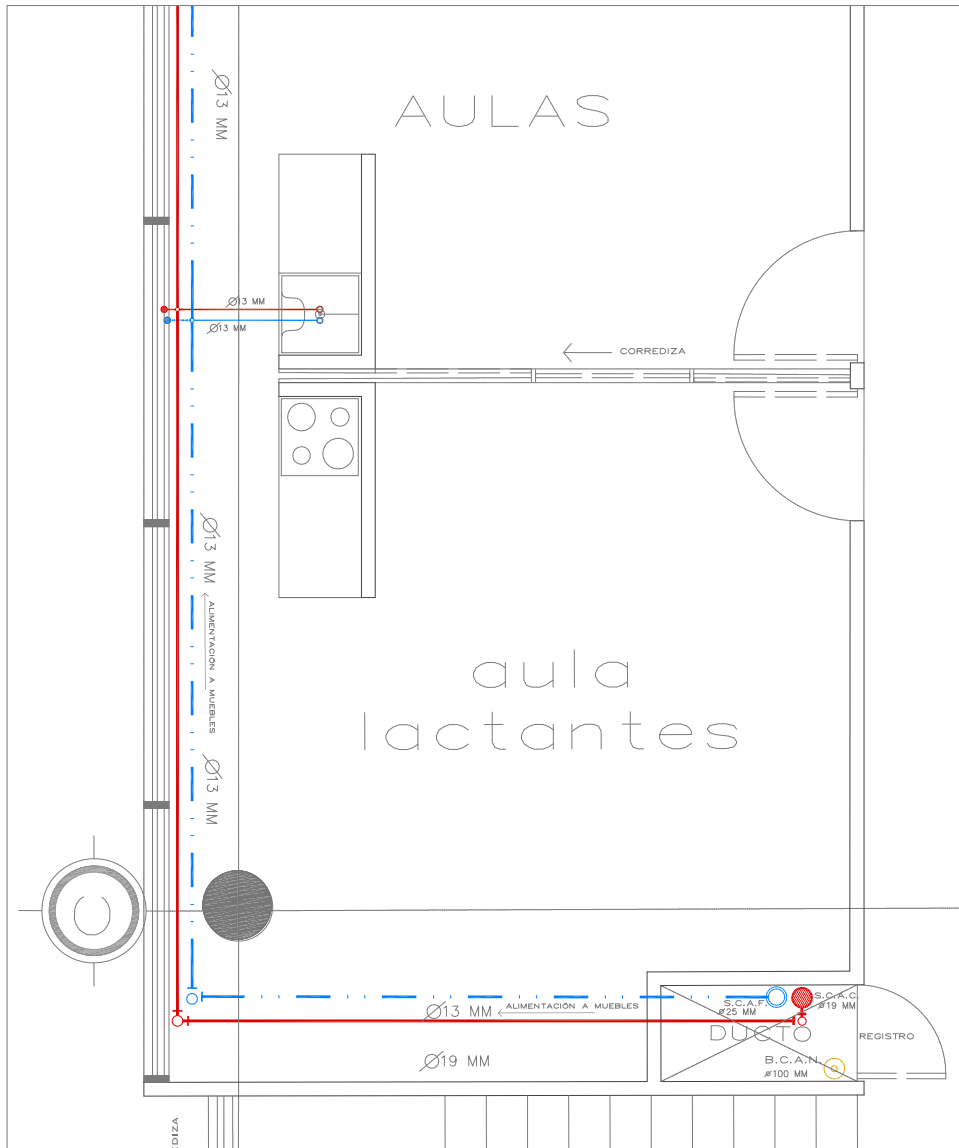 Ø13 MM
AULAS
Ø13 MM
Ø13 MM
CORREDIZA
Ø13 MM
ALIMENTACIÓN A MUEBLES
aula
lactantes
Ø13 MM
S.C.A.F.
Ø25 MM
S.C.A.C.
Ø19 MM
Ø13 MM
ALIMENTACIÓN A MUEBLES
DUCTO
REGISTRO
Ø19 MM
B.C.A.N.
Ø100 MM
DIZA